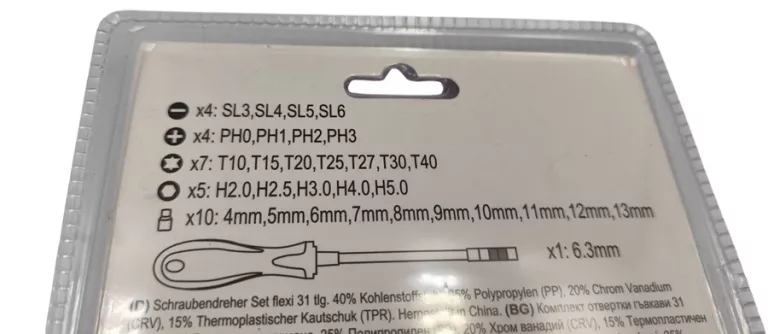 x4: SL3,SL4,SL5,SL6
x4: PH0,PH1,PH2,PH3
x7: T10,T15,T20,T25,T27,T30,T40
x5: H2.0,H2.5,H3.0,H4.0,H5.0
x10: 4mm,5mm,6mm,7mm,8mm,9mm,10mm,11mm,12mm,13mm
x1: 6.3mm
(D) Schraubendreher Set flexi 31 tlg. 40% Polypropylen (PP), 20% Chrom Vanadium
(CRV), 15% Thermoplastischer Kautschuk (TPR). China. (BG) Комплект отвертки гъвкави 31
20% Хром ванадий (CRV), 15% Термопластичен